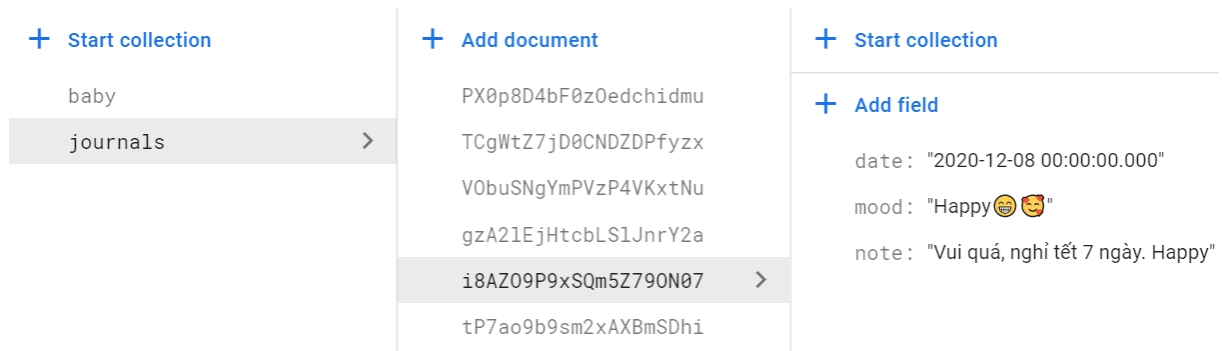 Start collection
baby
journals
Add document
PX0p8D4bF0zOedchidmu
TCgWtZ7jD0CNDZDPfyzx
VObuSNgYmPVzP4VKxtNu
gzA2lEjHtcbLSlJnrY2a
i8AZO9P9xSQm5Z79ON07
tP7ao9b9sm2xAXBmSDhi
Start collection
Add field
date: "2020-12-08 00:00:00.000"
mood: "Happy😁🥰"
note: "Vui quá, nghỉ tết 7 ngày. Happy"